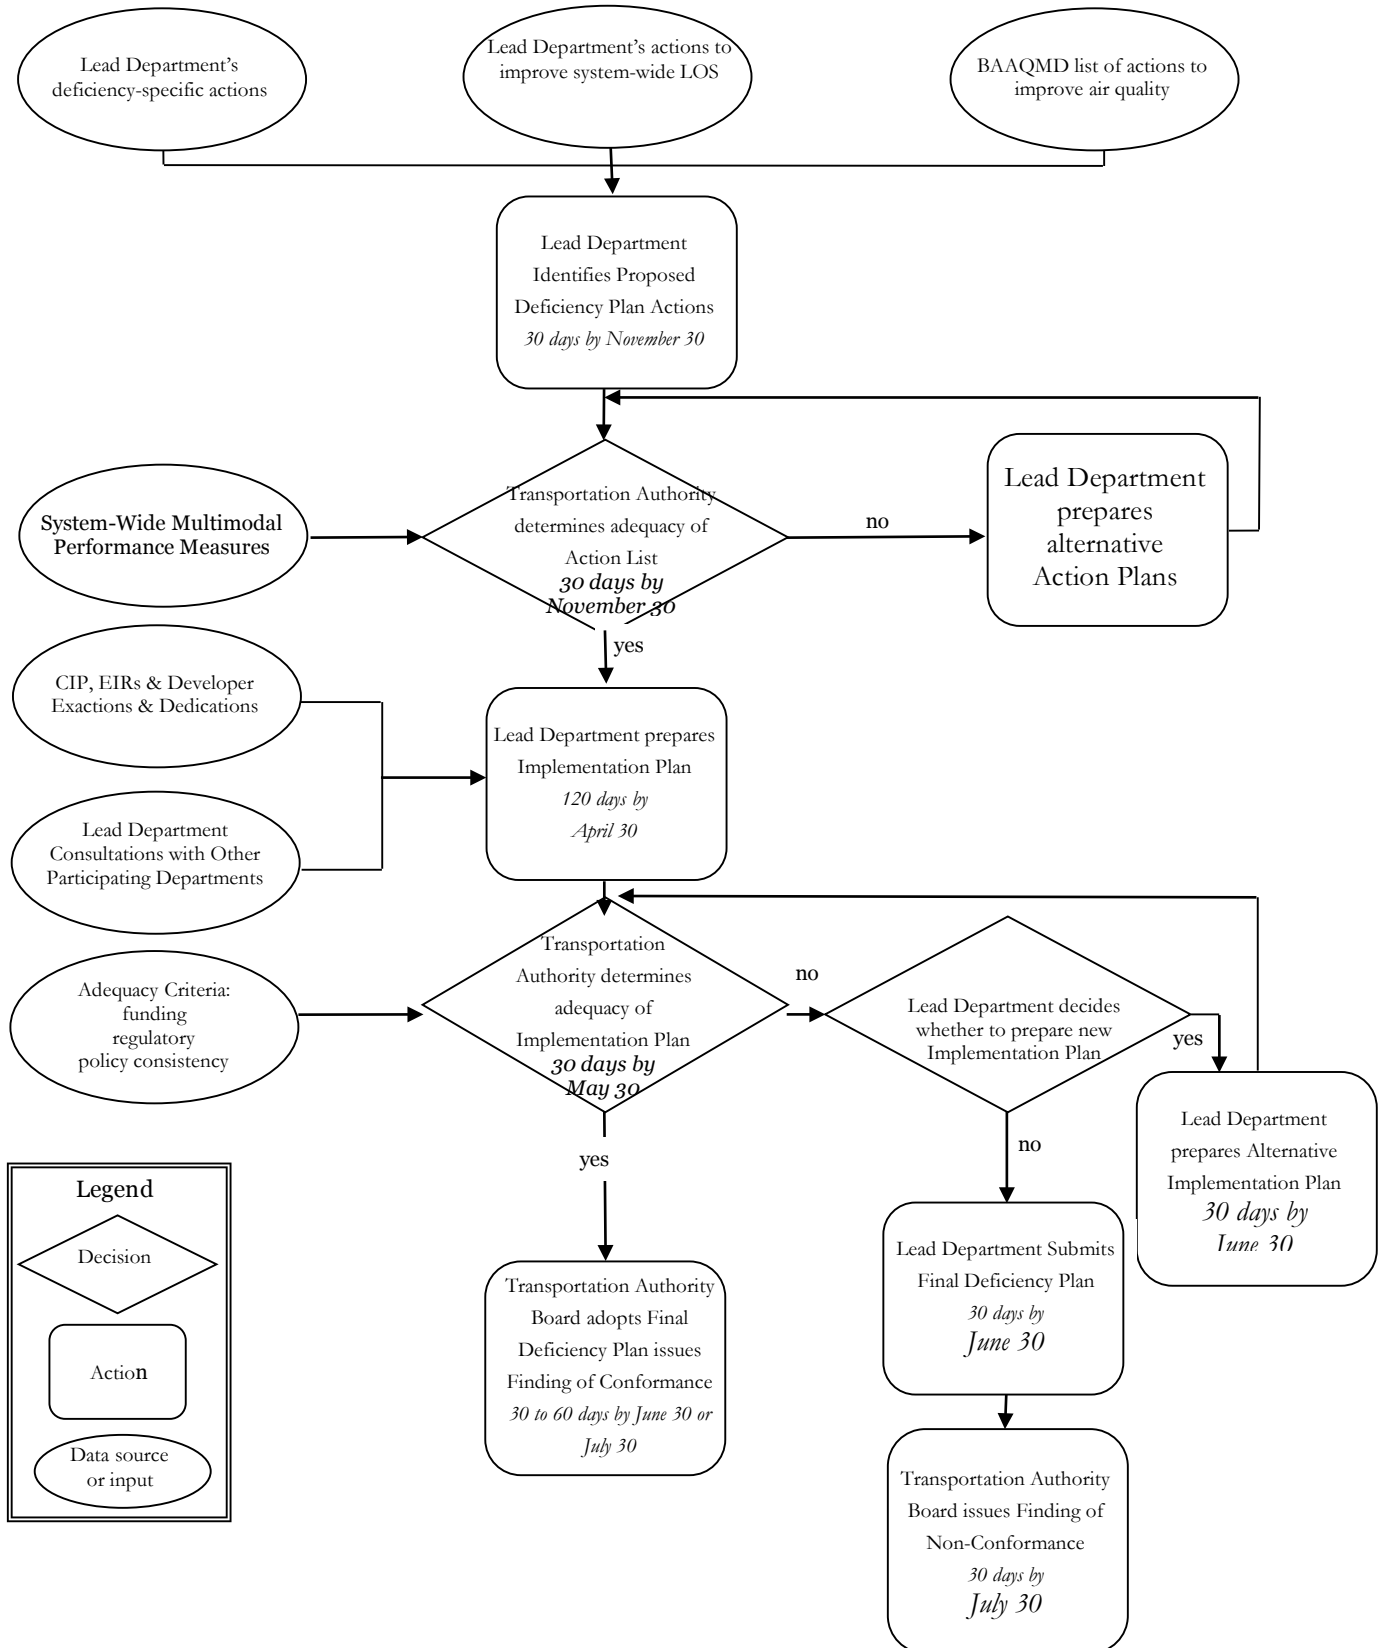 Lead Department's
deficiency-specific actions
Lead Department's actions to
improve system-wide LOS
BAAQMD list of actions to
improve air quality
Lead Department
Identifies Proposed
Deficiency Plan Actions
30 days by November 30
System-Wide Multimodal
Performance Measures
Transportation Authority
determines adequacy of
Action List
30 days by
November 30
no
Lead Department
prepares
alternative
Action Plans
yes
CIP, EIRs & Developer
Exactions & Dedications
Lead Department prepares
Implementation Plan
120 days by
April 30
Lead Department
Consultations with Other
Participating Departments
Adequacy Criteria:
funding
regulatory
policy consistency
Transportation
Authority determines
adequacy of
Implementation Plan
30 days by
May 30
no
Lead Department decides
whether to prepare new
Implementation Plan
yes
Lead Department
prepares Alternative
Implementation Plan
30 days by
June 30
yes
no
Legend
Decision
Action
Data source
or input
Transportation Authority
Board adopts Final
Deficiency Plan issues
Finding of Conformance
30 to 60 days by June 30 or
July 30
Lead Department Submits
Final Deficiency Plan
30 days by
June 30
Transportation Authority
Board issues Finding of
Non-Conformance
30 days by
July 30